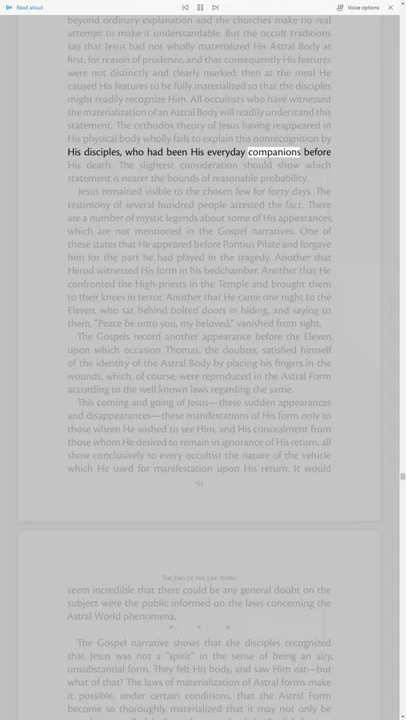 Read aloud
Voice options
beyond ordinary explanation and the churches make no real
attempt to make it understandable. But the occult traditions
say that Jesus had not wholly materialized His Astral Body at
first, for reason of prudence, and that consequently His features
were not distinctly and clearly marked; then at the meal He
caused His features to be fully materialized so that the disciples
might readily recognize Him. All occultists who have witnessed
the materialization of an Astral Body will readily understand this
statement. The orthodox theory of Jesus having reappeared in
His physical body wholly fails to explain this nonrecognition by
His disciples, who had been His everyday companions before
His death. The slightest consideration should show which
statement is nearer the bounds of reasonable probability.
Jesus remained visible to the chosen few for forty days. The
testimony of several hundred people attested the fact. There
are a number of mystic legends about some of His appearances,
which are not mentioned in the Gospel narratives. One of
these states that He appeared before Pontius Pilate and forgave
him for the part he had played in the tragedy. Another that
Herod witnessed His form in his bedchamber. Another that He
confronted the High-priests in the Temple and brought them
to their knees in terror. Another that He came one night to the
Eleven, who sat behind bolted doors in hiding, and saying to
them, "Peace be unto you, my beloved," vanished from sight.
The Gospels record another appearance before the Eleven,
upon which occasion Thomas, the doubter, satisfied himself
of the identity of the Astral Body by placing his fingers in the
wounds, which, of course, were reproduced in the Astral Form
according to the well known laws regarding the same.
This coming and going of Jesus—these sudden appearances
and disappearances—these manifestations of His form only to
those whom He wished to see Him, and His concealment from
those whom He desired to remain in ignorance of His return, all
show conclusively to every occultist the nature of the vehicle
which He used for manifestation upon His return. It would
The End of the Life Work
seem incredible that there could be any general doubt on the
subject were the public informed on the laws concerning the
Astral World phenomena.
* * *
The Gospel narrative shows that the disciples recognized
that Jesus was not a "spirit" in the sense of being an airy,
unsubstantial form. They felt His body, and saw Him eat—but
what of that? The laws of materialization of Astral forms make
it possible, under certain conditions, that the Astral Form
become so thoroughly materialized that it may not only be